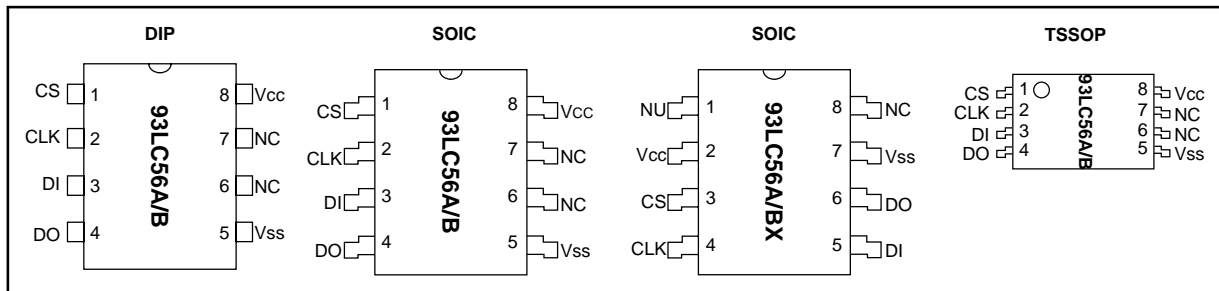 DIP
CS 1 8 Vcc
CLK 2 7 NC
DI 3 6 NC
DO 4 5 Vss
93LC56A/B
SOIC
CS 1 8 Vcc
CLK 2 7 NC
DI 3 6 NC
DO 4 5 Vss
93LC56A/B
SOIC
NU 1 8 NC
Vcc 2 7 Vss
CS 3 6 DO
CLK 4 5 DI
93LC56A/BX
TSSOP
CS 1 8 Vcc
CLK 2 7 NC
DI 3 6 NC
DO 4 5 Vss
93LC56A/B